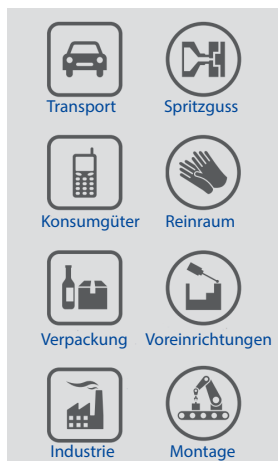 Transport Spritzguss
Konsumgüter Reinraum
Verpackung Voreinrichtungen
Industrie Montage